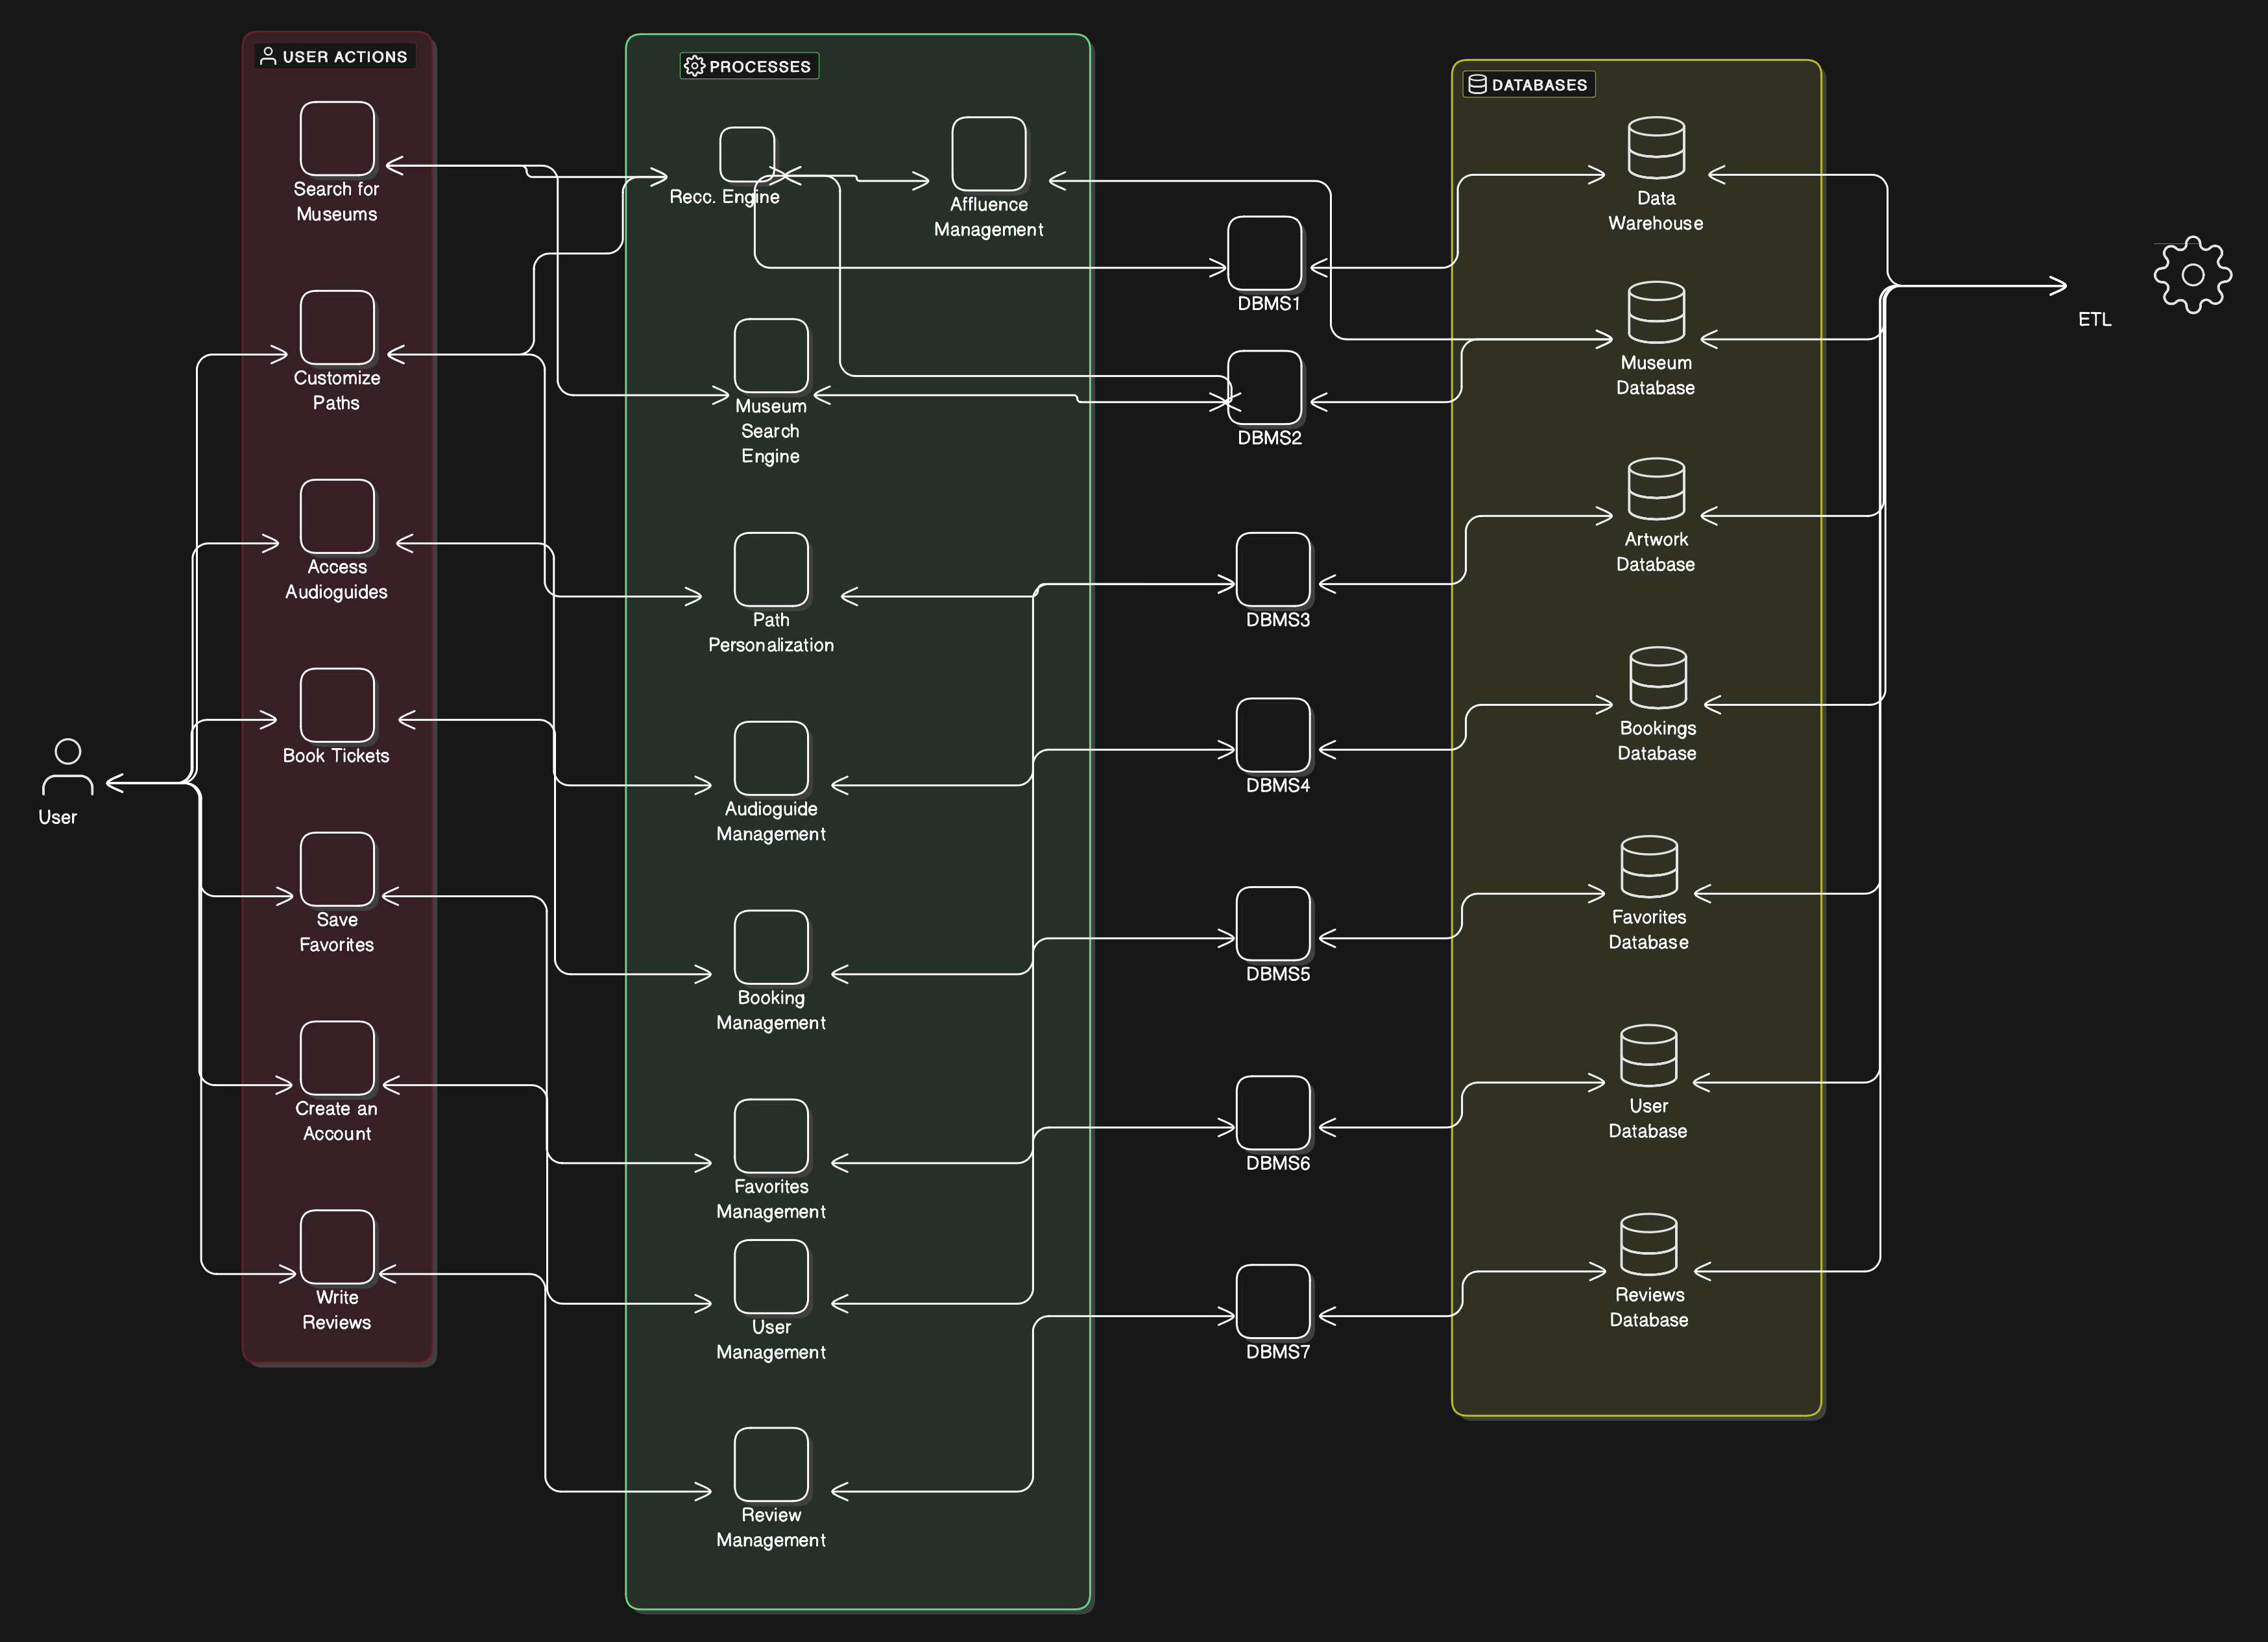 USER ACTIONS
Search for
Museums
Customize
Paths
Access
Audioguides
Book Tickets
Save
Favorites
Create an
Account
Write
Reviews
User
PROCESSES
Recc. Engine
Affluence
Management
Museum
Search
Engine
Path
Personalization
Audioguide
Management
Booking
Management
Favorites
Management
User
Management
Review
Management
DBMS1
DBMS2
DBMS3
DBMS4
DBMS5
DBMS6
DBMS7
DATABASES
Data
Warehouse
Museum
Database
Artwork
Database
Bookings
Database
Favorites
Database
User
Database
Reviews
Database
ETL